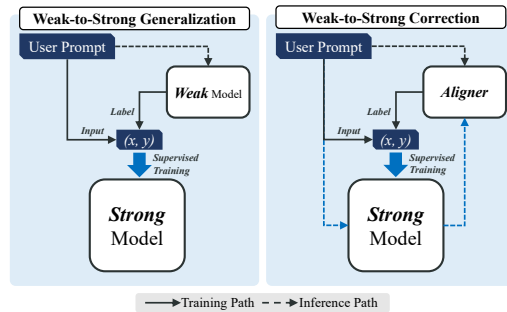 Weak-to-Strong Generalization
User Prompt
Weak Model
Label
Input
(x, y)
Supervised
Training
Strong
Model
Weak-to-Strong Correction
User Prompt
Aligner
Label
Input
(x, y)
Supervised
Training
Strong
Model
Training Path
Inference Path